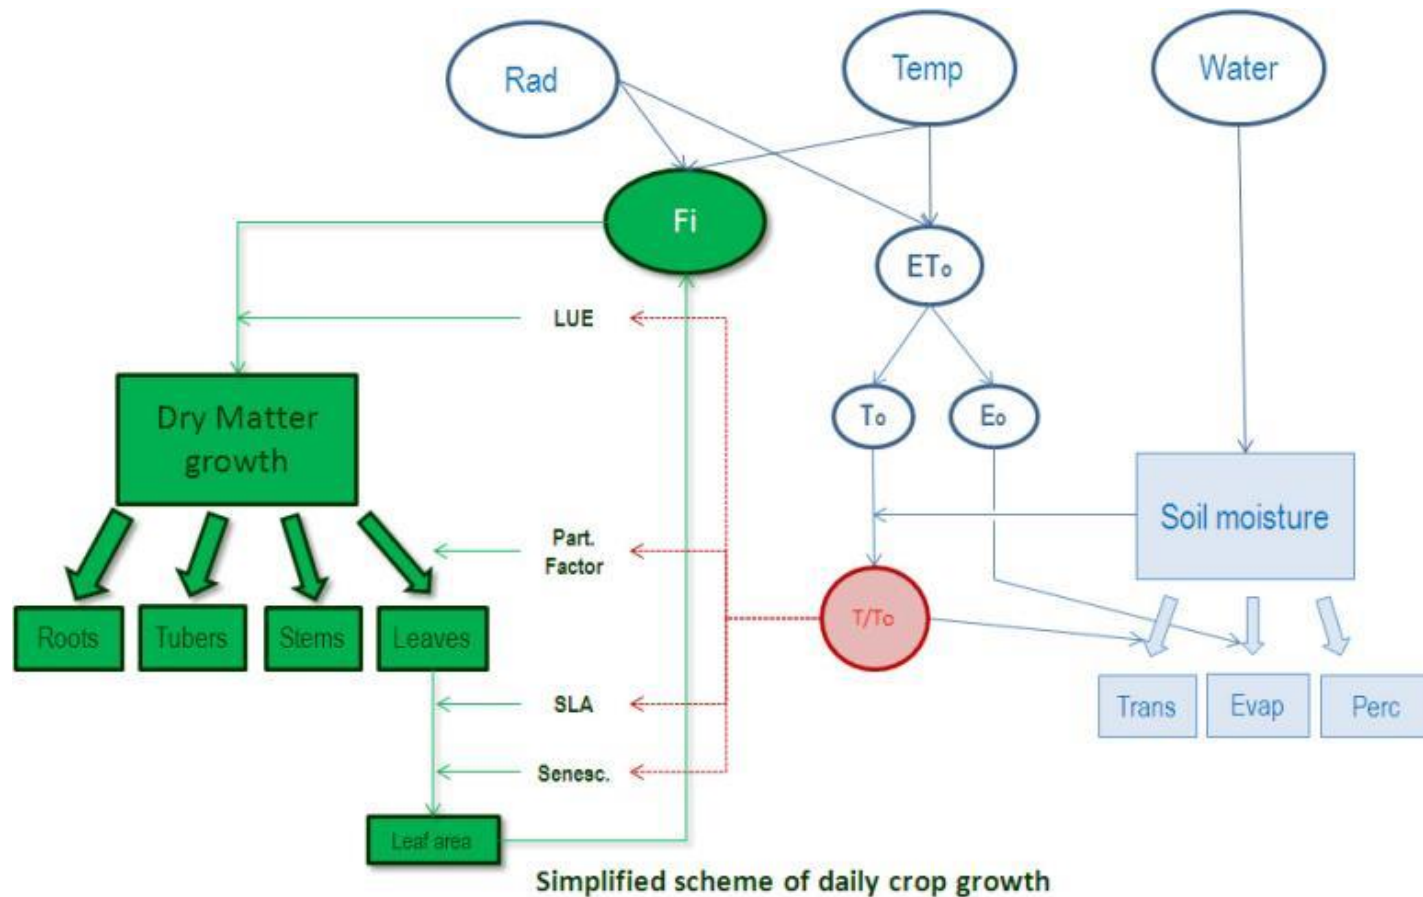 Rad
Temp
Water
Fi
ETo
LUE
To
Eo
Dry Matter
growth
Soil moisture
Part.
Factor
T/To
Roots
Tubers
Stems
Leaves
SLA
Trans
Evap
Perc
Senesc.
Leaf area
Simplified scheme of daily crop growth